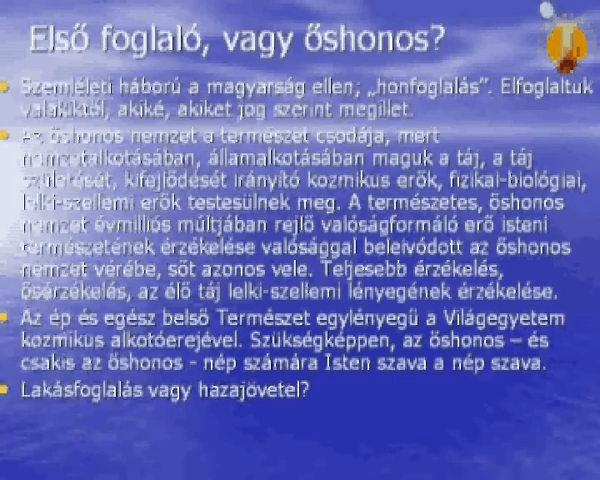 Első foglaló, vagy őshonos?
Szemléleti háború a magyarság ellen; „honfoglalás”. Elfoglaltuk
valakiktől, akiké, akiket jog szerint megillet.
Az őshonos nemzet a természet csodája, mert
nemzetalkotásában, államalkotásában maguk a táj, a táj
születését, kifejlődését irányító kozmikus erők, fizikai-biológiai,
lelki-szellemi erők testesülnek meg. A természetes, őshonos
nemzet évmilliós múltjában rejlő valóságformáló erő isteni
természetének érzékelése valósággal beleivódott az őshonos
nemzet vérébe, sőt azonos vele. Teljesebb érzékelés,
ősérzékelés, az élő táj lelki-szellemi lényegének érzékelése.
Az ép és egész belső Természet egylényegű a Világegyetem
kozmikus alkotóerejével. Szükségképpen, az őshonos – és
csakis az őshonos - nép számára Isten szava a nép szava.
Lakásfoglalás vagy hazajövetel?